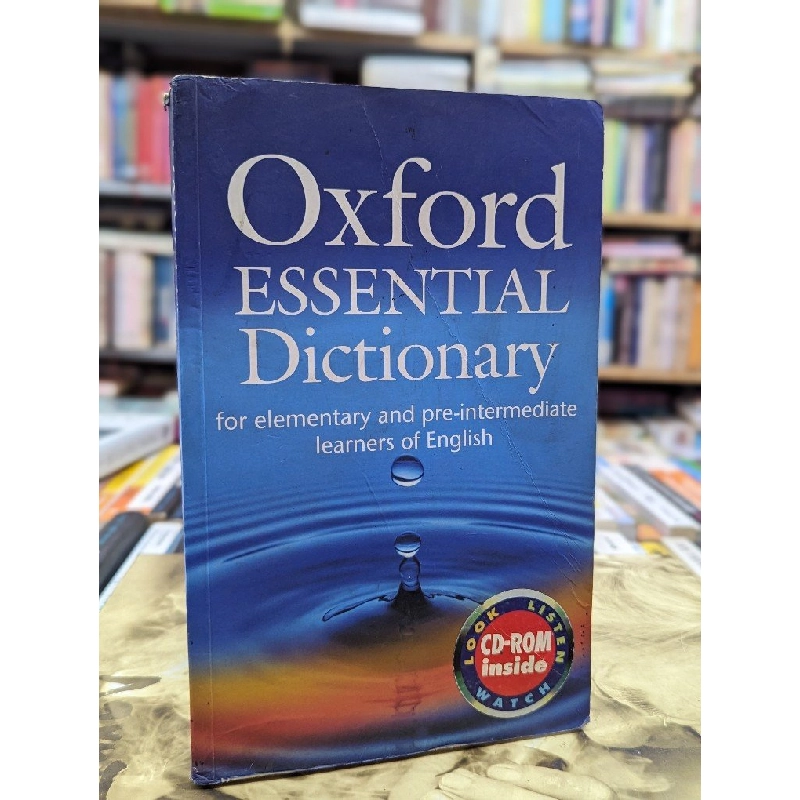 Oxford
ESSENTIAL
Dictionary
for elementary and pre-intermediate
learners of English
LOOK LISTEN
CD-ROM
inside
WATCH